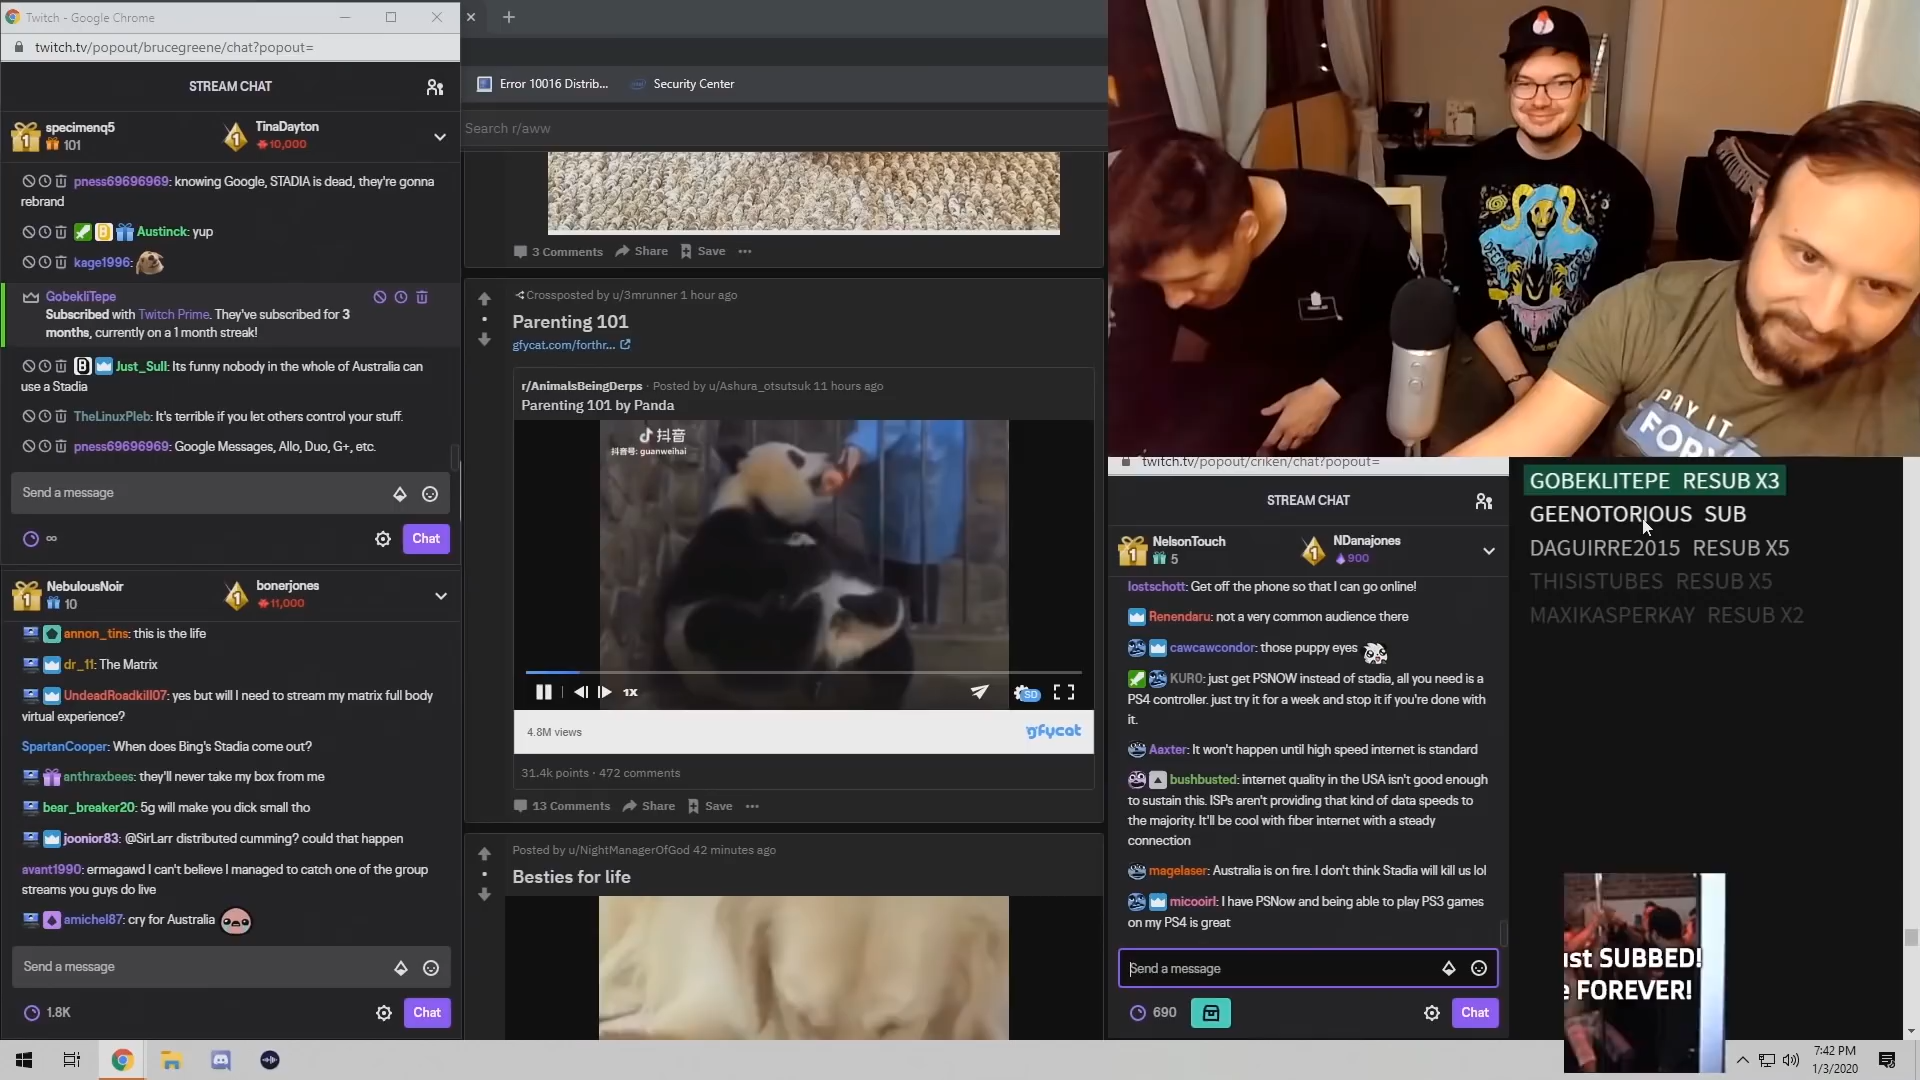 Twitch - Google Chrome
twitch.tv/popout/brucegreene/chat?popout=
STREAM CHAT
specimenq5
101
TinaDayton
10,000
pness69696969: knowing Google, STADIA is dead, they're gonna
rebrand
Austinck: yup
kage1996:
GobekliTepe
Subscribed with Twitch Prime. They've subscribed for 3
months, currently on a 1 month streak!
Just_Sull: Its funny nobody in the whole of Australia can
use a Stadia
TheLinuxPleb: It's terrible if you let others control your stuff.
pness69696969: Google Messages, Allo, Duo, G+, etc.
Send a message
∞
Chat
NebulousNoir
10
bonerjones
11,000
annon_tins: this is the life
dr_11: The Matrix
UndeadRoadkill07: yes but will I need to stream my matrix full body
virtual experience?
SpartanCooper: When does Bing's Stadia come out?
anthraxbees: they'll never take my box from me
bear_breaker20: 5g will make you dick small tho
joonior83: @SirLarr distributed cumming? could that happen
avant1990: ermagawd I can't believe I managed to catch one of the group
streams you guys do live
amichel87: cry for Australia
Send a message
1.8K
Chat
Error 10016 Distrib...
Security Center
Search r/aww
3 Comments
Share
Save
Crossposted by u/3mrunner 1 hour ago
Parenting 101
gfycat.com/forthr...
r/AnimalsBeingDerps · Posted by u/Ashura_otsutsuk 11 hours ago
Parenting 101 by Panda
抖音
抖音号: guanweihai
1X
SD
4.8M views
gfycat
31.4k points · 472 comments
13 Comments
Share
Save
Posted by u/NightManagerOfGod 42 minutes ago
Besties for life
PAY IT
twitch.tv/popout/criken/chat?popout=
STREAM CHAT
NelsonTouch
5
NDanajones
900
lostschott: Get off the phone so that I can go online!
Renendaru: not a very common audience there
cawcawcondor: those puppy eyes
KURO: just get PSNOW instead of stadia, all you need is a
PS4 controller. just try it for a week and stop it if you're done with
it.
Aaxter: It won't happen until high speed internet is standard
bushbusted: internet quality in the USA isn't good enough
to sustain this. ISPs aren't providing that kind of data speeds to
the majority. It'll be cool with fiber internet with a steady
connection
magelaser: Australia is on fire. I don't think Stadia will kill us lol
micooirl: I have PSNow and being able to play PS3 games
on my PS4 is great
Send a message
690
Chat
GOBEKLITEPE RESUB X3
GEENOTORIOUS SUB
DAGUIRRE2015 RESUB X5
THISISTUBES RESUB X5
MAXIKASPERKAY RESUB X2
ust SUBBED!
e FOREVER!
7:42 PM
1/3/2020